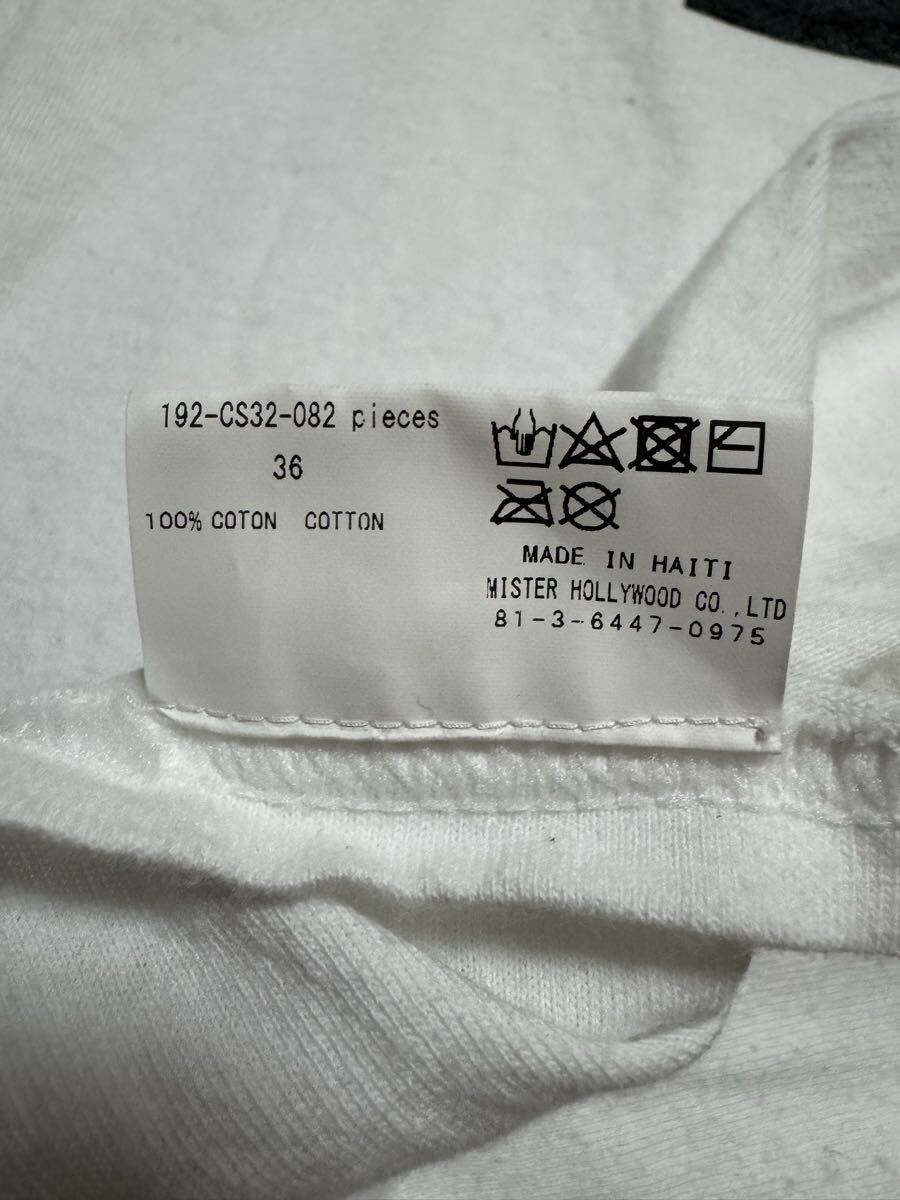 192-CS32-082 pieces
36
100% COTON COTTON
MADE IN HAITI
MISTER HOLLYWOOD CO.,LTD
81-3-6447-0975